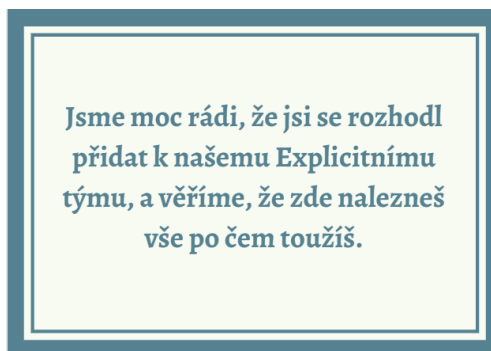 Jsme moc rádi, že jsi se rozhodl
přidat k našemu Explicitnímu
týmu, a věříme, že zde nalezneš
vše po čem toužíš.